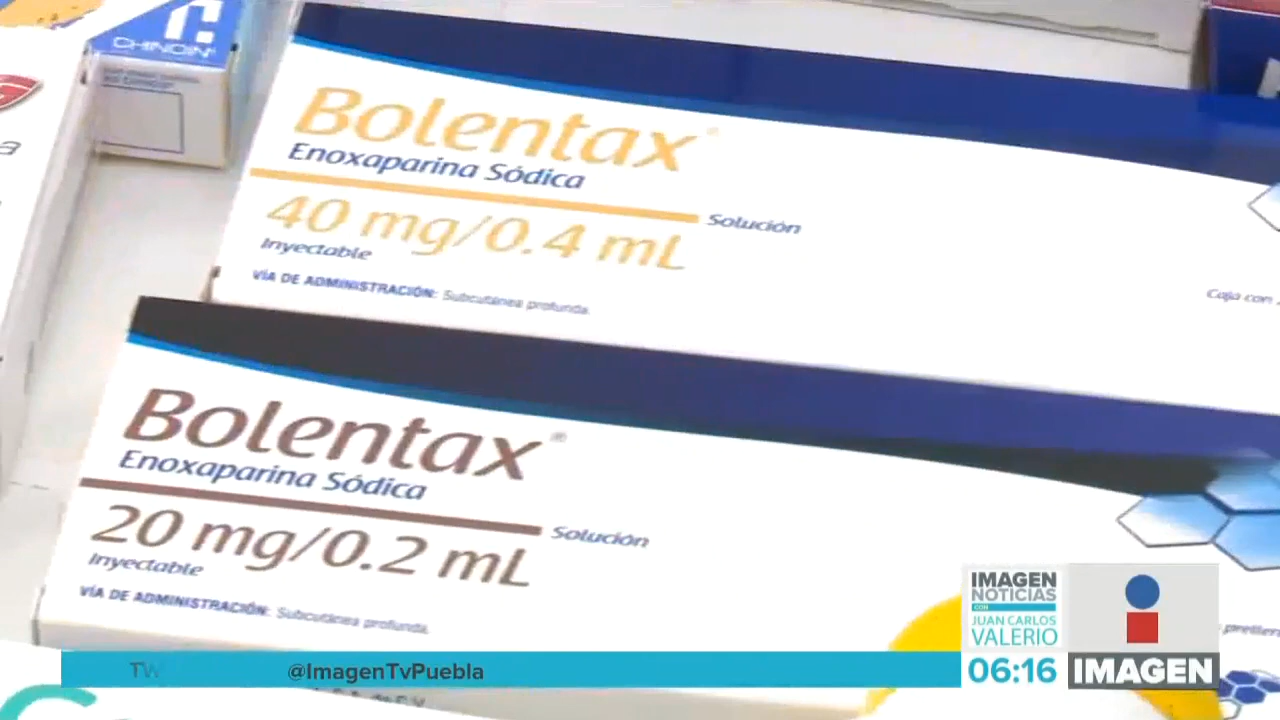 CHINOIN
Bolentax®
Enoxaparina Sódica
Solución
40 mg/0.4 mL
Inyectable
VÍA DE ADMINISTRACIÓN: Subcutánea profunda.
Caja con
Bolentax®
Enoxaparina Sódica
Solución
20 mg/0.2 mL
Inyectable
VÍA DE ADMINISTRACIÓN: Subcutánea profunda.
IMAGEN
NOTICIAS
CON
JUAN CARLOS
VALERIO
TW
@ImagenTvPuebla
06:16
IMAGEN